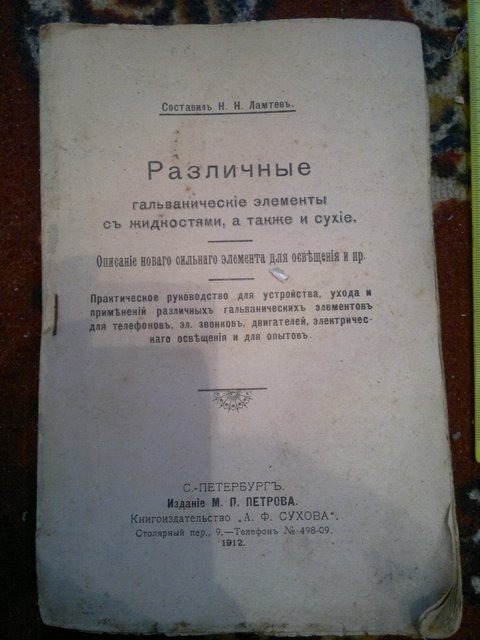 Составилъ Н. Н. Ламтевъ.
Различные
гальваническіе элементы
съ жидкостями, а также и сухіе.
Описаніе новаго сильнаго элемента для освѣщенія и пр.
Практическое руководство для устройства, ухода и
примѣненій различныхъ гальваническихъ элементовъ
для телефоновъ, эл. звонковъ, двигателей, электричес-
каго освѣщенія и для опытовъ.
С.-ПЕТЕРБУРГЪ.
Изданіе М. П. ПЕТРОВА.
Книгоиздательство „А. Ф. СУХОВА“.
Столярный пер., 9,—Телефонъ № 498-09.
1912.